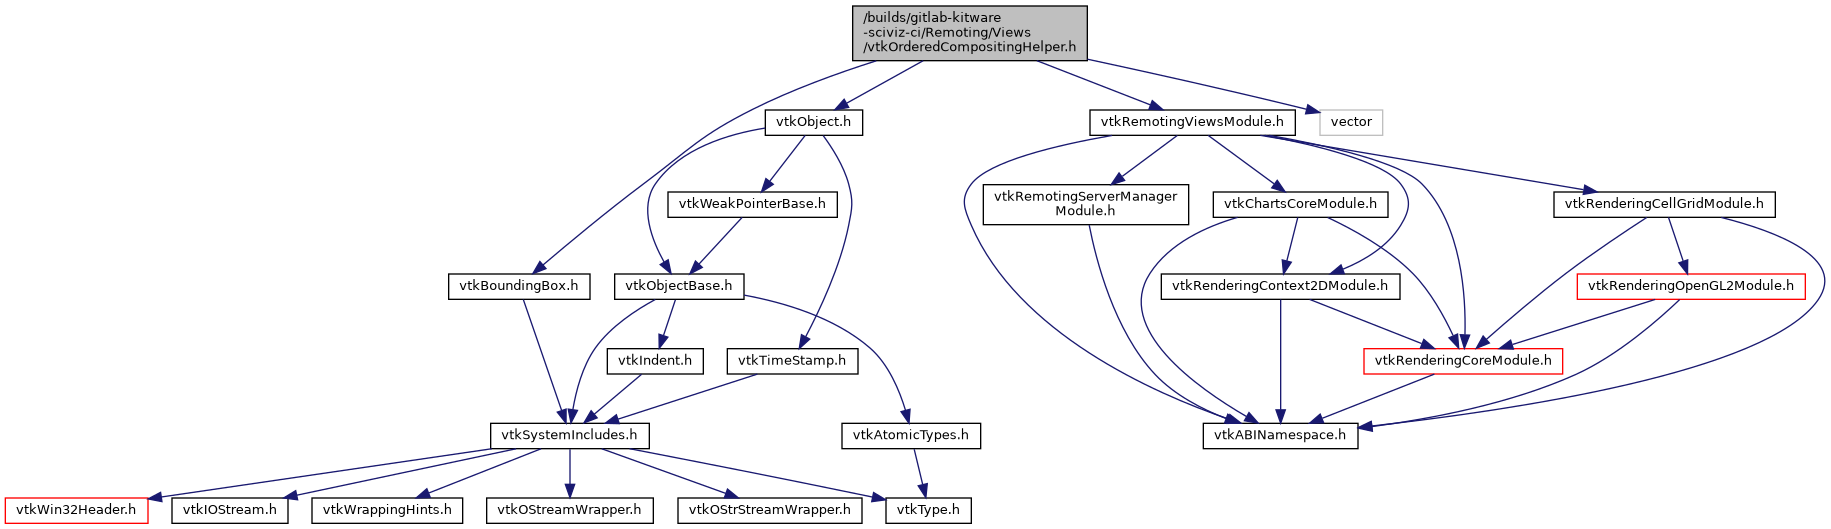 /builds/gitlab-kitware
-sciviz-ci/Remoting/Views
/vtkOrderedCompositingHelper.h
vtkObject.h
vtkRemotingViewsModule.h
vector
vtkWeakPointerBase.h
vtkRemotingServerManager
Module.h
vtkChartsCoreModule.h
vtkRenderingCellGridModule.h
vtkBoundingBox.h
vtkObjectBase.h
vtkRenderingContext2DModule.h
vtkRenderingOpenGL2Module.h
vtkIndent.h
vtkTimeStamp.h
vtkRenderingCoreModule.h
vtkSystemIncludes.h
vtkAtomicTypes.h
vtkABINamespace.h
vtkWin32Header.h
vtkIOStream.h
vtkWrappingHints.h
vtkOStreamWrapper.h
vtkOStrStreamWrapper.h
vtkType.h